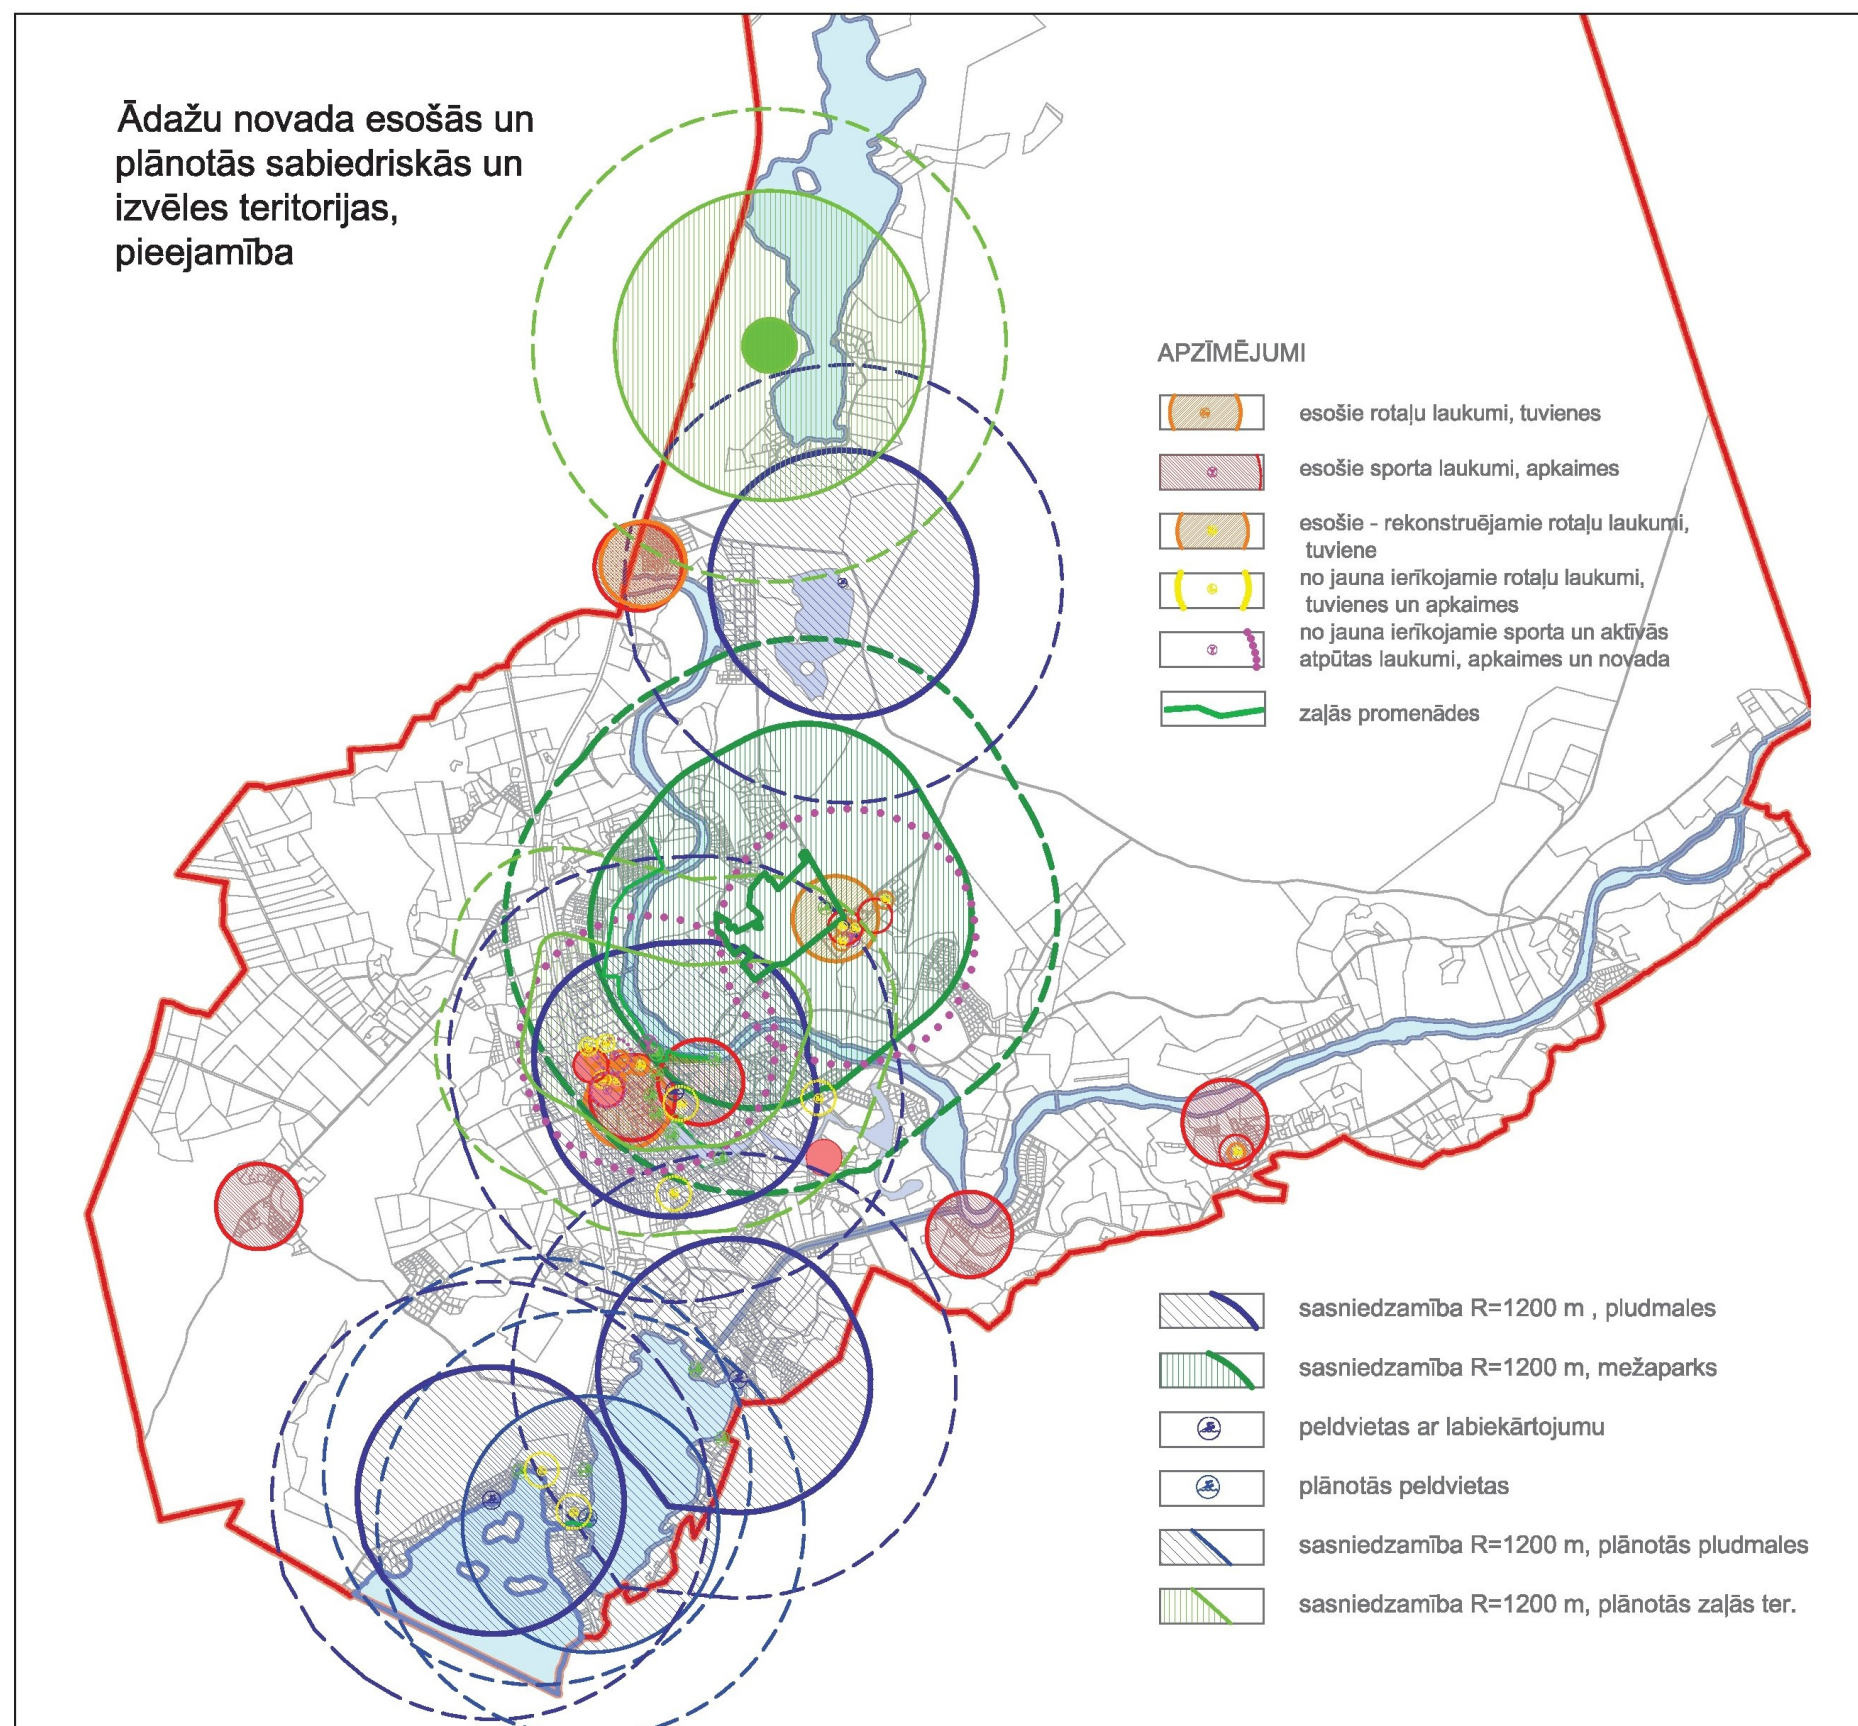 Ādažu novada esošās un
plānotās sabiedriskās un
izvēles teritorijas,
pieejamība
APZĪMĒJUMI
esošie rotaļu laukumi, tuvienes
esošie sporta laukumi, apkaimes
esošie - rekonstruējamie rotaļu laukumi,
tuviene
no jauna ierīkojamie rotaļu laukumi,
tuvienes un apkaimes
no jauna ierīkojamie sporta un aktīvās
atpūtas laukumi, apkaimes un novada
zaļās promenādes
sasniedzamība R=1200 m , pludmales
sasniedzamība R=1200 m, mežaparks
peldvietas ar labiekārtojumu
plānotās peldvietas
sasniedzamība R=1200 m, plānotās pludmales
sasniedzamība R=1200 m, plānotās zaļās ter.